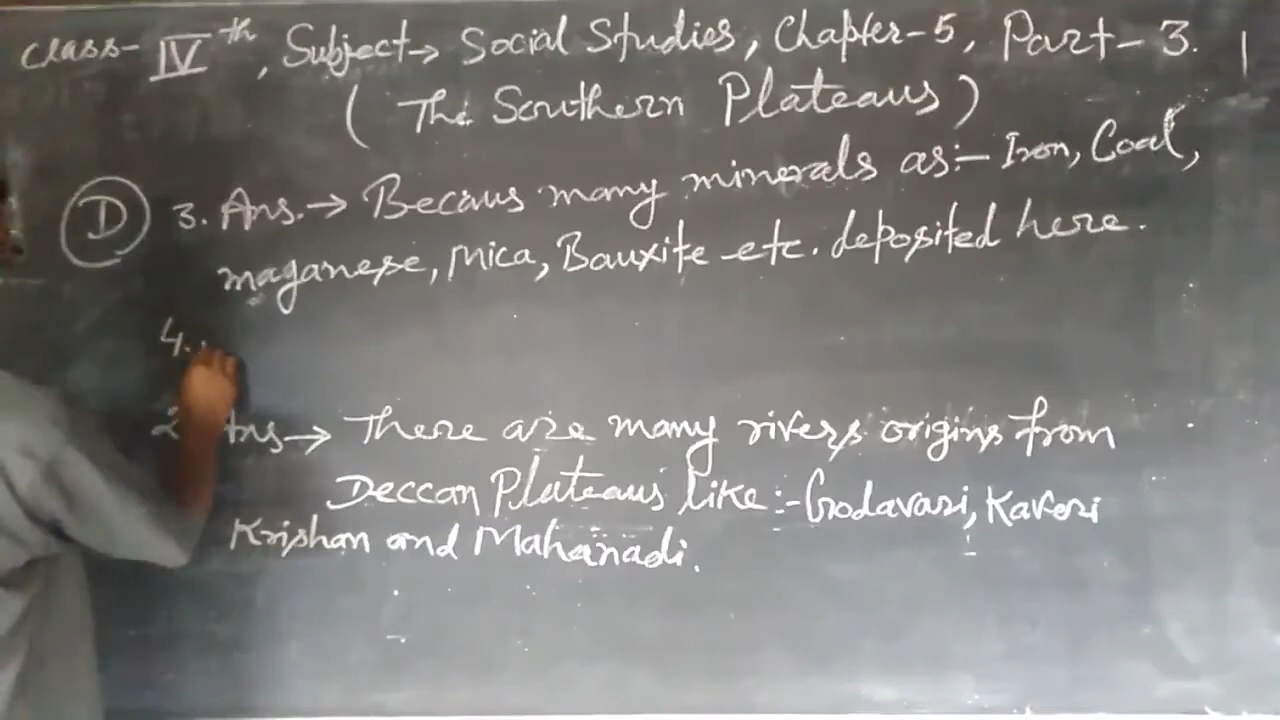 Class- IVth, Subject→ Social Studies, Chapter-5, Part-3.
(The Southern Plateaus)
D 3. Ans.→ Becaus many minerals as:- Iron, Coal,
maganese, Mica, Bauxite etc. deposited here.
4.
2 Ans→ There are many rivers origins from
Deccan Plateaus like:- Godavari, Kaveri
Krishan and Mahanadi.